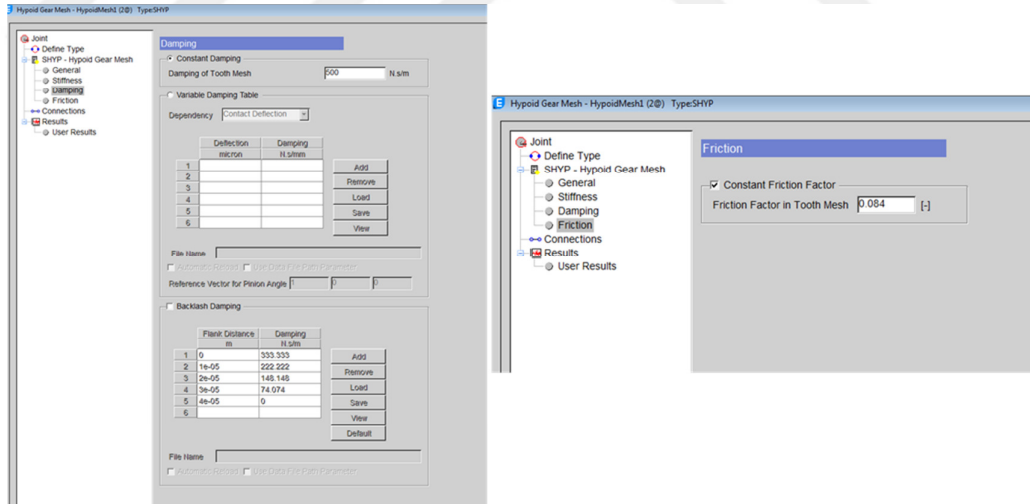 Hypoid Gear Mesh - HypoidMesh1 (2@) Type:SHYP
Joint
Define Type
SHYP - Hypoid Gear Mesh
General
Stiffness
Damping
Friction
Connections
Results
User Results
Damping
Constant Damping
Damping of Tooth Mesh 500 N.s/m
Variable Damping Table
Dependency Contact Deflection
Deflection Damping
micron N.s/mm
1
2
3
4
5
6
Add
Remove
Load
Save
View
File Name
Automatic Reload Use Data File Path Parameter
Reference Vector for Pinion Angle 1 0 0
Backlash Damping
Flank Distance Damping
m N.s/m
1 0 333.333
2 1e-05 222.222
3 2e-05 148.148
4 3e-05 74.074
5 4e-05 0
6
Add
Remove
Load
Save
View
Default
File Name
Automatic Reload Use Data File Path Parameter
Hypoid Gear Mesh - HypoidMesh1 (2@) Type:SHYP
Joint
Define Type
SHYP - Hypoid Gear Mesh
General
Stiffness
Damping
Friction
Connections
Results
User Results
Friction
Constant Friction Factor
Friction Factor in Tooth Mesh 0.084 [-]